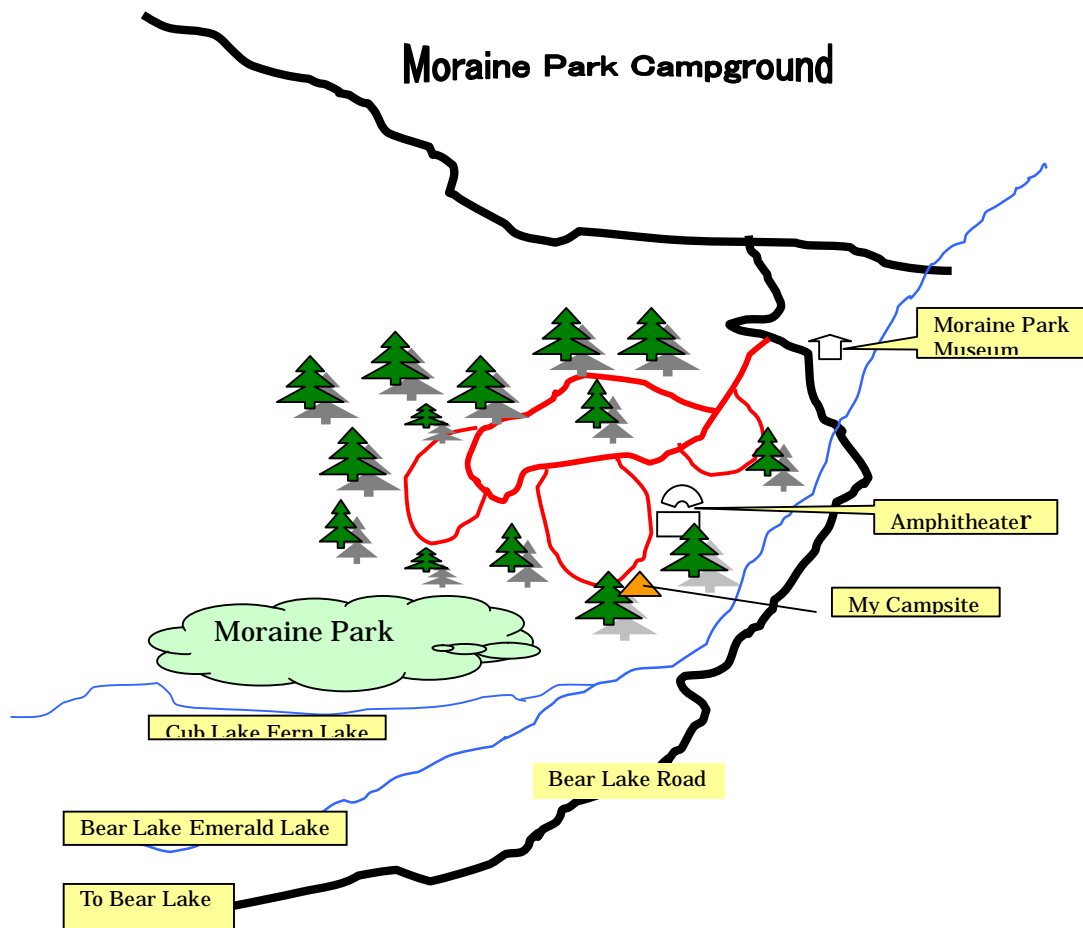 Moraine Park Campground
Moraine Park
Museum
Amphitheater
My Campsite
Moraine Park
Cub Lake Fern Lake
Bear Lake Road
Bear Lake Emerald Lake
To Bear Lake